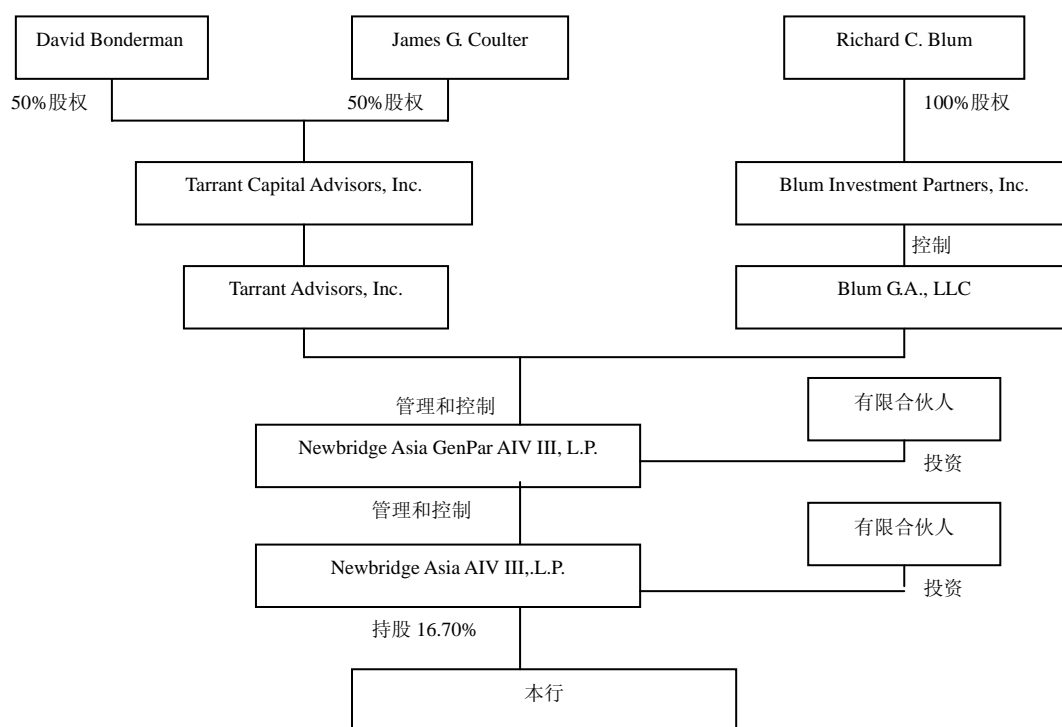 David Bonderman
James G. Coulter
Richard C. Blum
50%股权
50%股权
100%股权
Tarrant Capital Advisors, Inc.
Blum Investment Partners, Inc.
控制
Tarrant Advisors, Inc.
Blum G.A., LLC
管理和控制
有限合伙人
Newbridge Asia GenPar AIV III, L.P.
投资
管理和控制
有限合伙人
Newbridge Asia AIV III,.L.P.
投资
持股 16.70%
本行